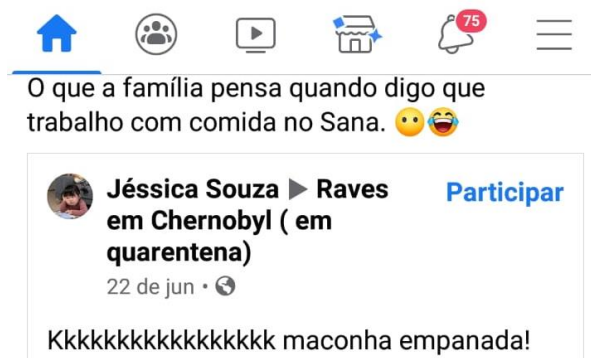 75
O que a família pensa quando digo que
trabalho com comida no Sana. 😶😂
Jéssica Souza ▶ Raves
em Chernobyl ( em
quarentena)
Participar
22 de jun •
Kkkkkkkkkkkkkkkkk maconha empanada!